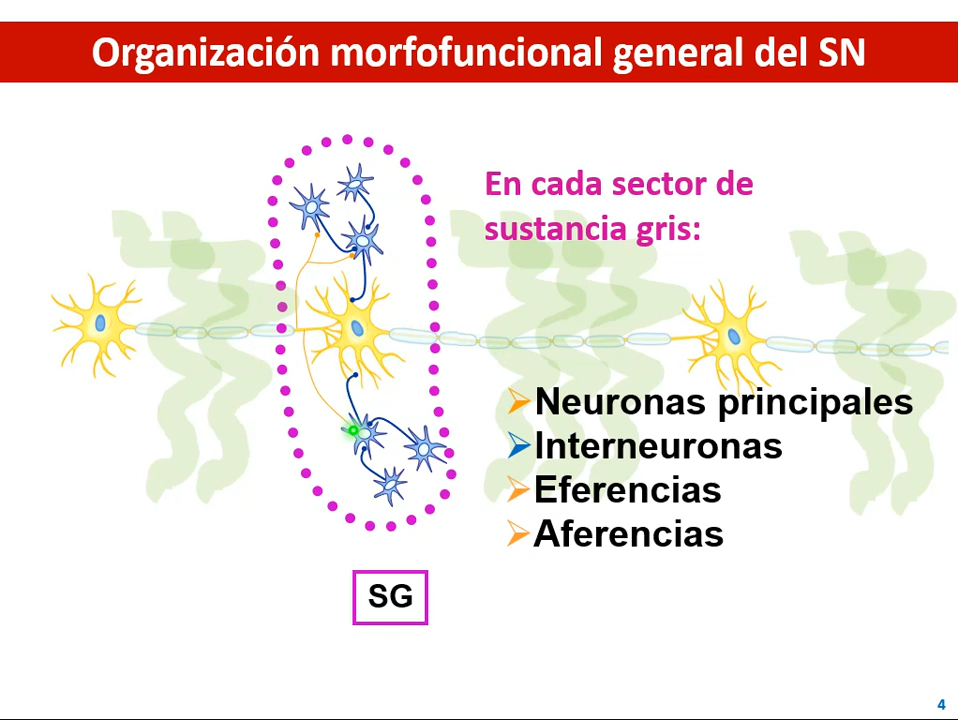 Organización morfofuncional general del SN
En cada sector de
sustancia gris:
Neuronas principales
Interneuronas
Eferencias
Aferencias
SG
4